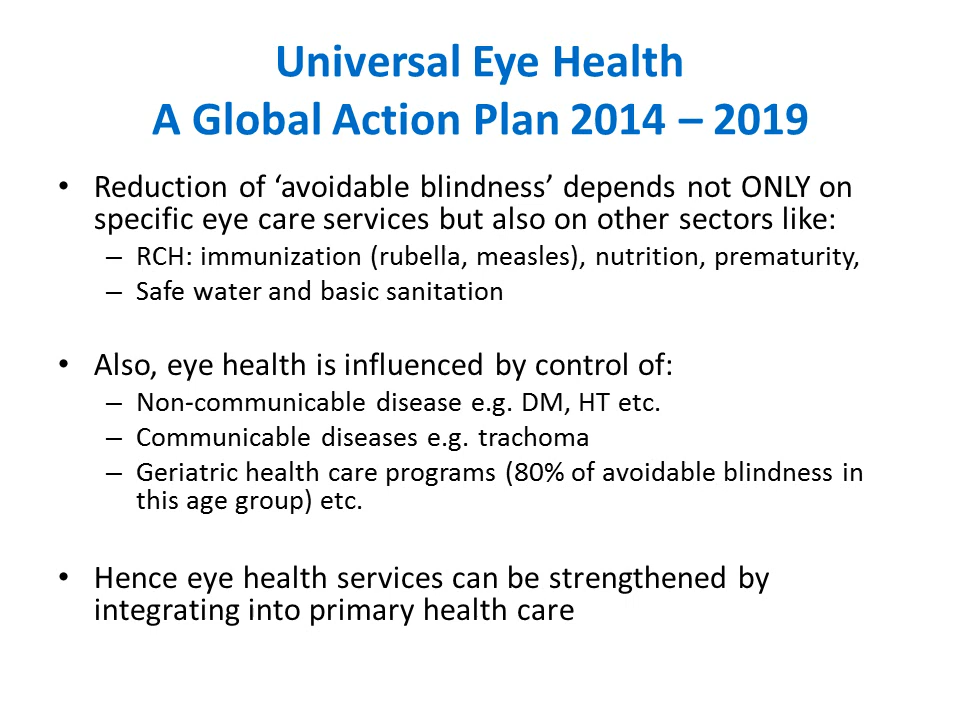 Universal Eye Health
A Global Action Plan 2014 – 2019
• Reduction of ‘avoidable blindness’ depends not ONLY on
specific eye care services but also on other sectors like:
– RCH: immunization (rubella, measles), nutrition, prematurity,
– Safe water and basic sanitation
• Also, eye health is influenced by control of:
– Non-communicable disease e.g. DM, HT etc.
– Communicable diseases e.g. trachoma
– Geriatric health care programs (80% of avoidable blindness in
this age group) etc.
• Hence eye health services can be strengthened by
integrating into primary health care